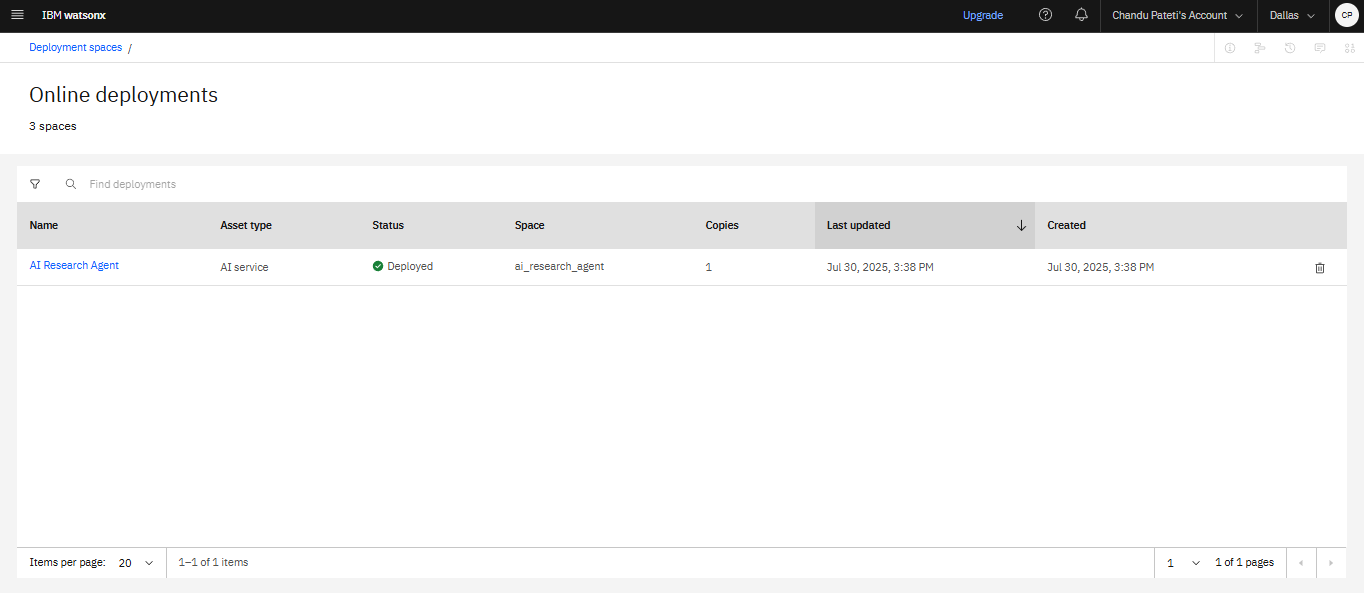 IBM watsonx Upgrade Chandu Pateti's Account Dallas CP
Deployment spaces /
Online deployments
3 spaces
Find deployments
Name Asset type Status Space Copies Last updated Created
AI Research Agent AI service Deployed ai_research_agent 1 Jul 30, 2025, 3:38 PM Jul 30, 2025, 3:38 PM
Items per page: 20 1–1 of 1 items 1 1 of 1 pages